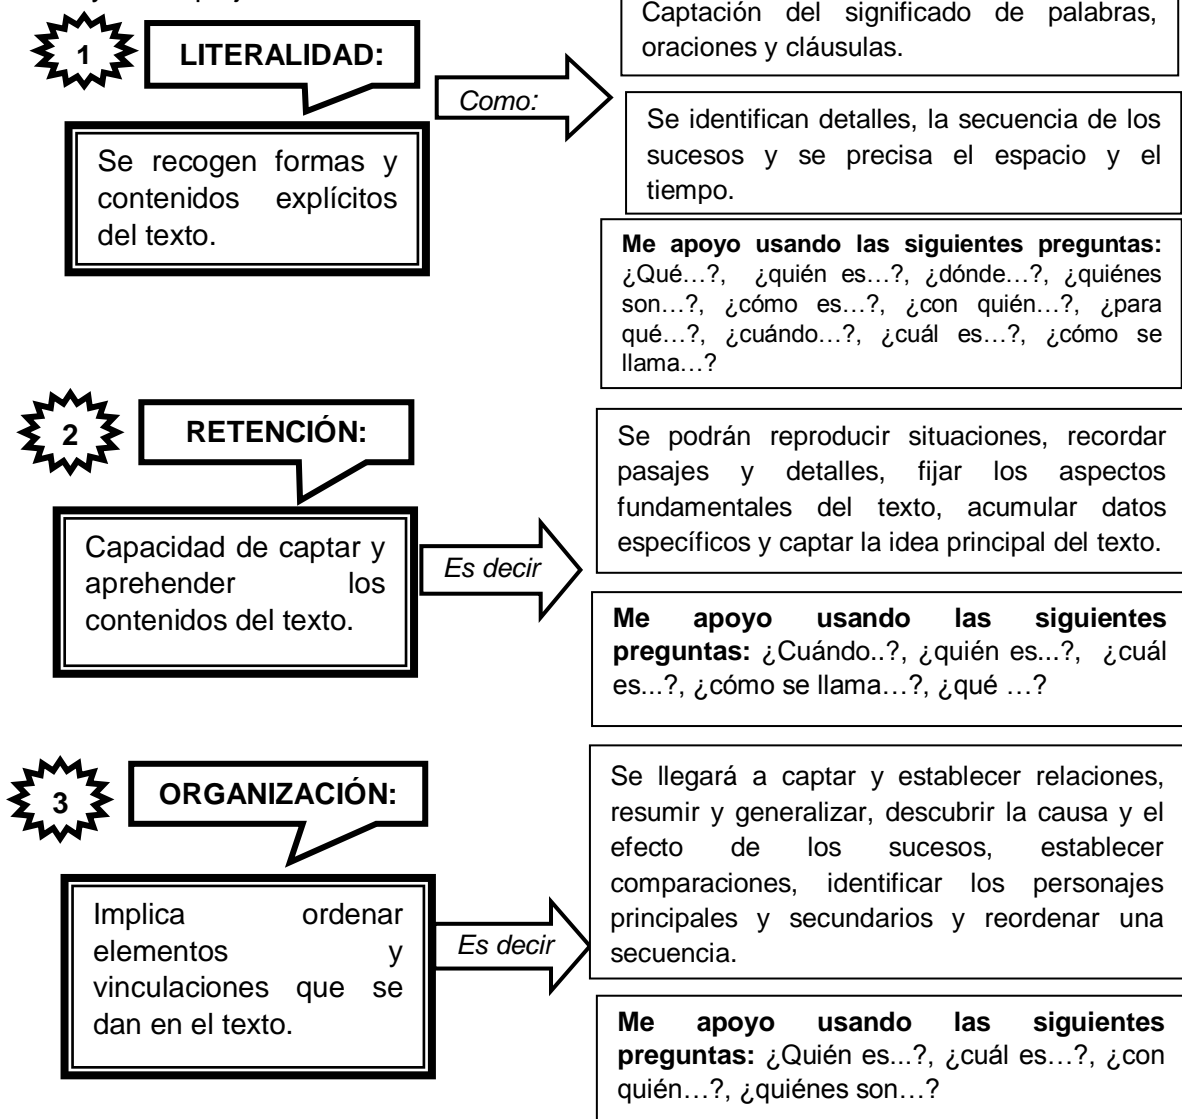 1
LITERALIDAD:
Se recogen formas y
contenidos explícitos
del texto.
Como:
Captación del significado de palabras,
oraciones y cláusulas.
Se identifican detalles, la secuencia de los
sucesos y se precisa el espacio y el
tiempo.
Me apoyo usando las siguientes preguntas:
¿Qué…?, ¿quién es…?, ¿dónde…?, ¿quiénes
son…?, ¿cómo es…?, ¿con quién…?, ¿para
qué…?, ¿cuándo…?, ¿cuál es…?, ¿cómo se
llama…?
2
RETENCIÓN:
Capacidad de captar y
aprehender los
contenidos del texto.
Es decir
Se podrán reproducir situaciones, recordar
pasajes y detalles, fijar los aspectos
fundamentales del texto, acumular datos
específicos y captar la idea principal del texto.
Me apoyo usando las siguientes
preguntas: ¿Cuándo..?, ¿quién es...?, ¿cuál
es...?, ¿cómo se llama…?, ¿qué …?
3
ORGANIZACIÓN:
Implica ordenar
elementos y
vinculaciones que se
dan en el texto.
Es decir
Se llegará a captar y establecer relaciones,
resumir y generalizar, descubrir la causa y el
efecto de los sucesos, establecer
comparaciones, identificar los personajes
principales y secundarios y reordenar una
secuencia.
Me apoyo usando las siguientes
preguntas: ¿Quién es...?, ¿cuál es…?, ¿con
quién…?, ¿quiénes son…?